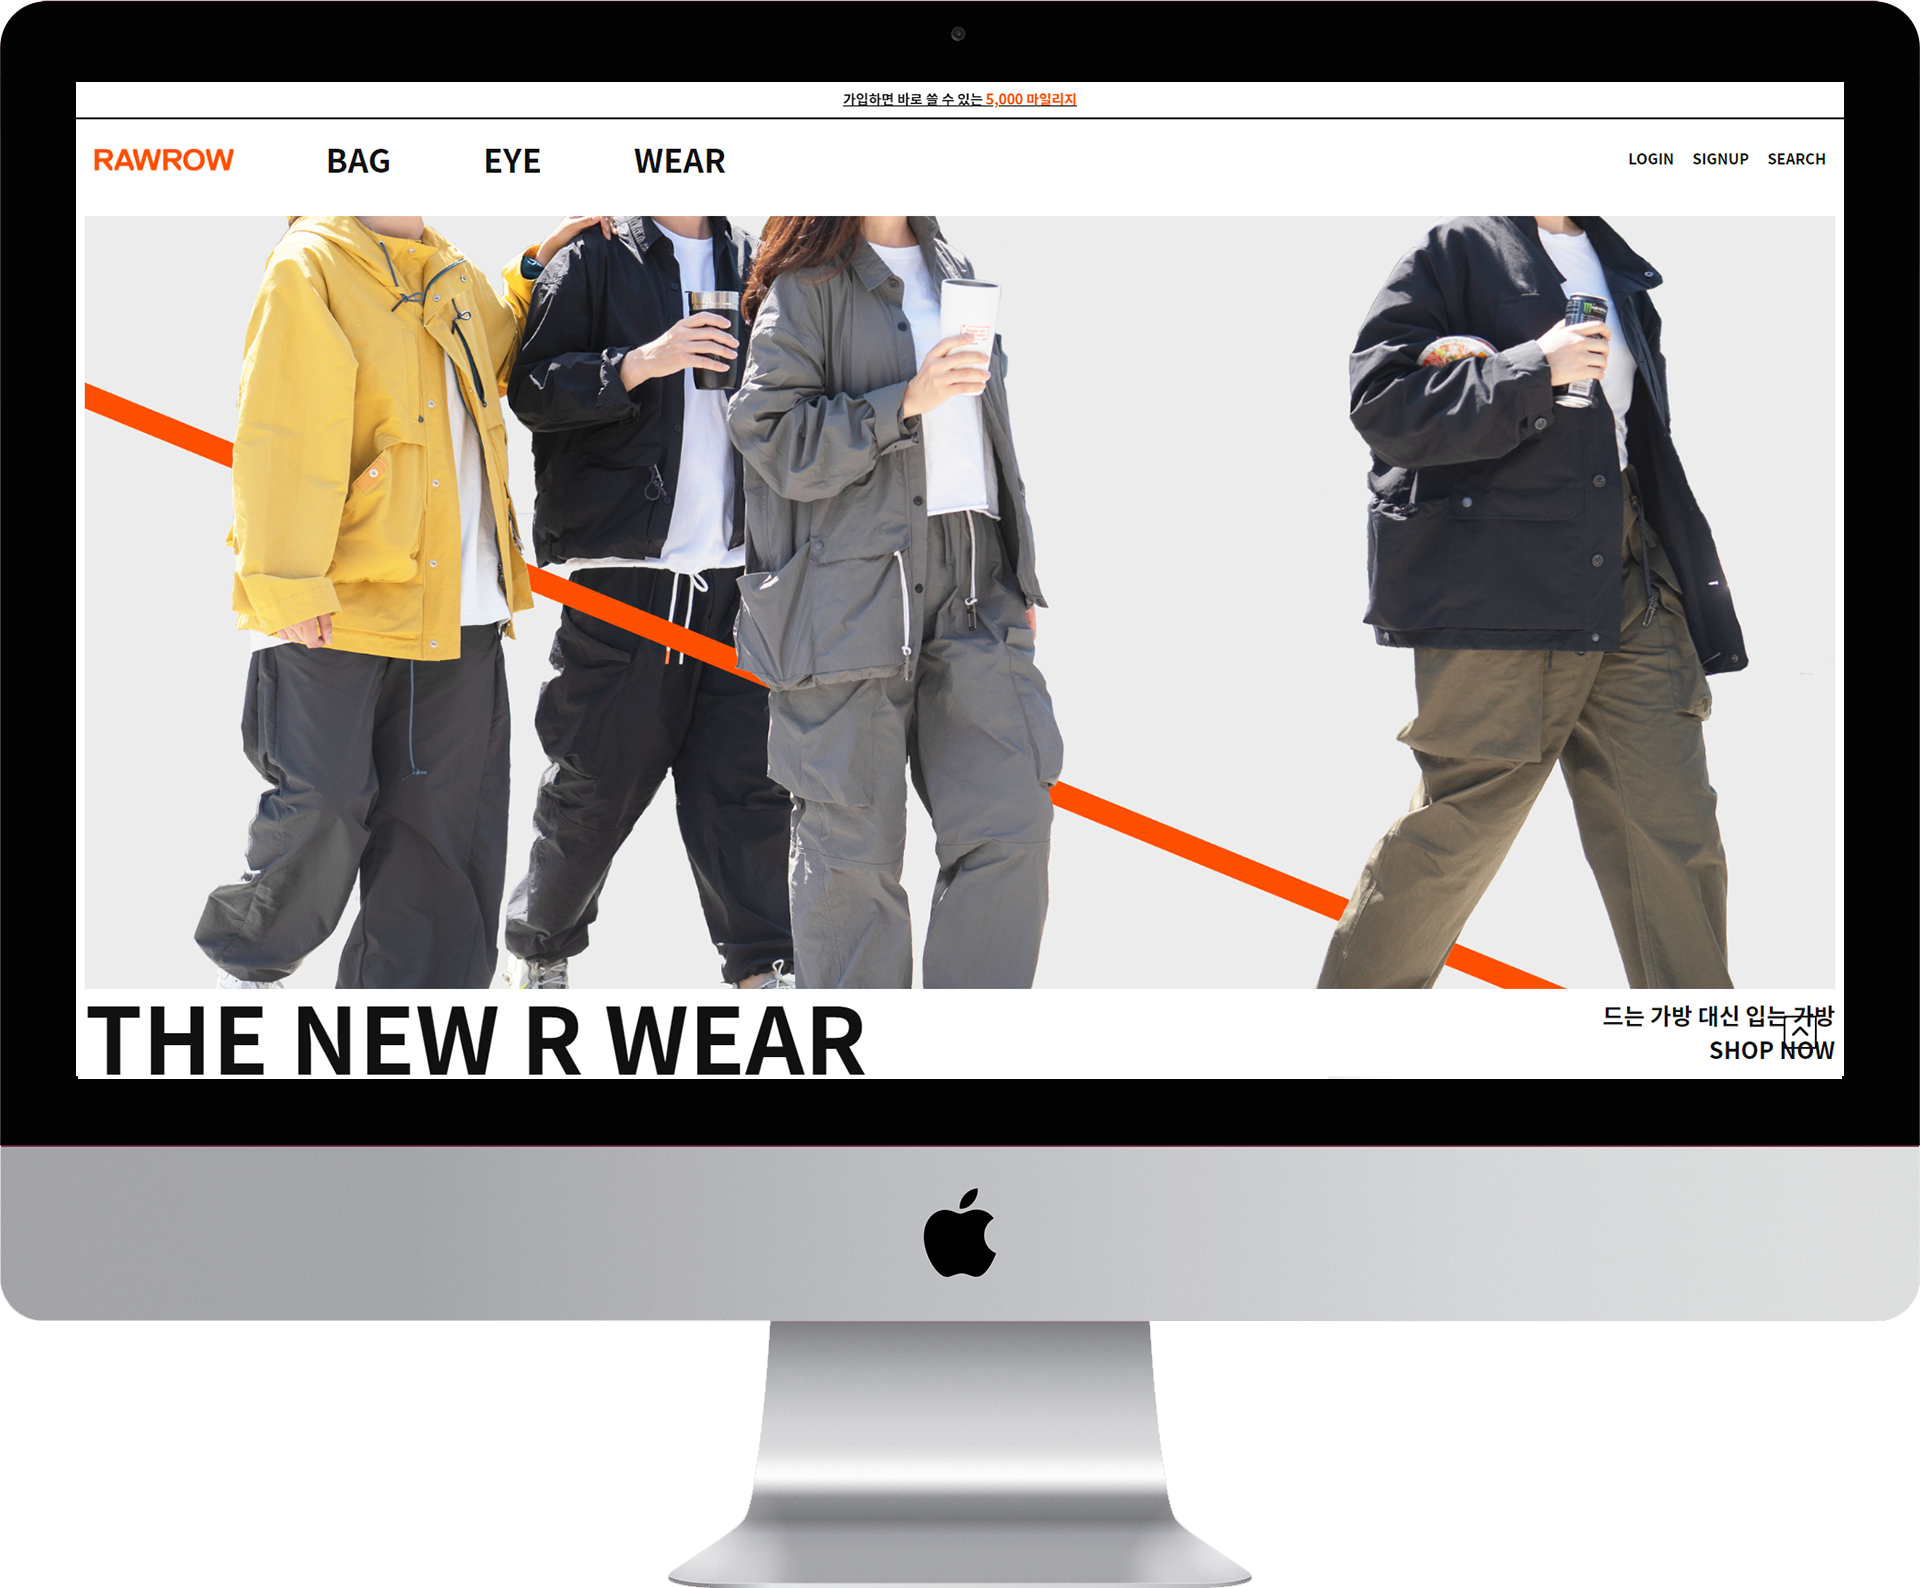 가입하면 바로 쓸 수 있는 5,000 마일리지
RAWROW BAG EYE WEAR LOGIN SIGNUP SEARCH
THE NEW R WEAR
드는 가방 대신 입는 가방
SHOP NOW